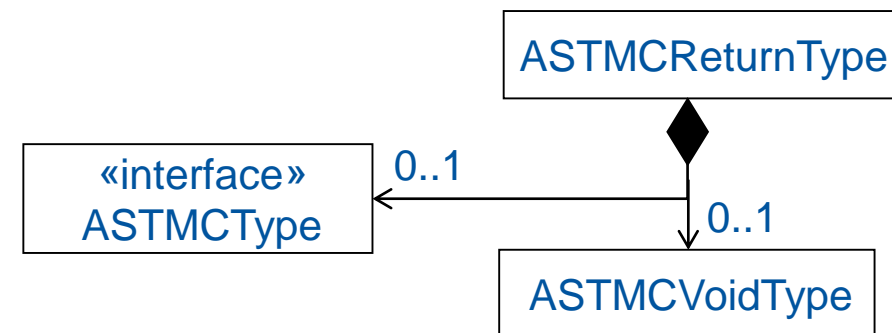 ASTMCReturnType
«interface»
ASTMCType
0..1
0..1
ASTMCVoidType